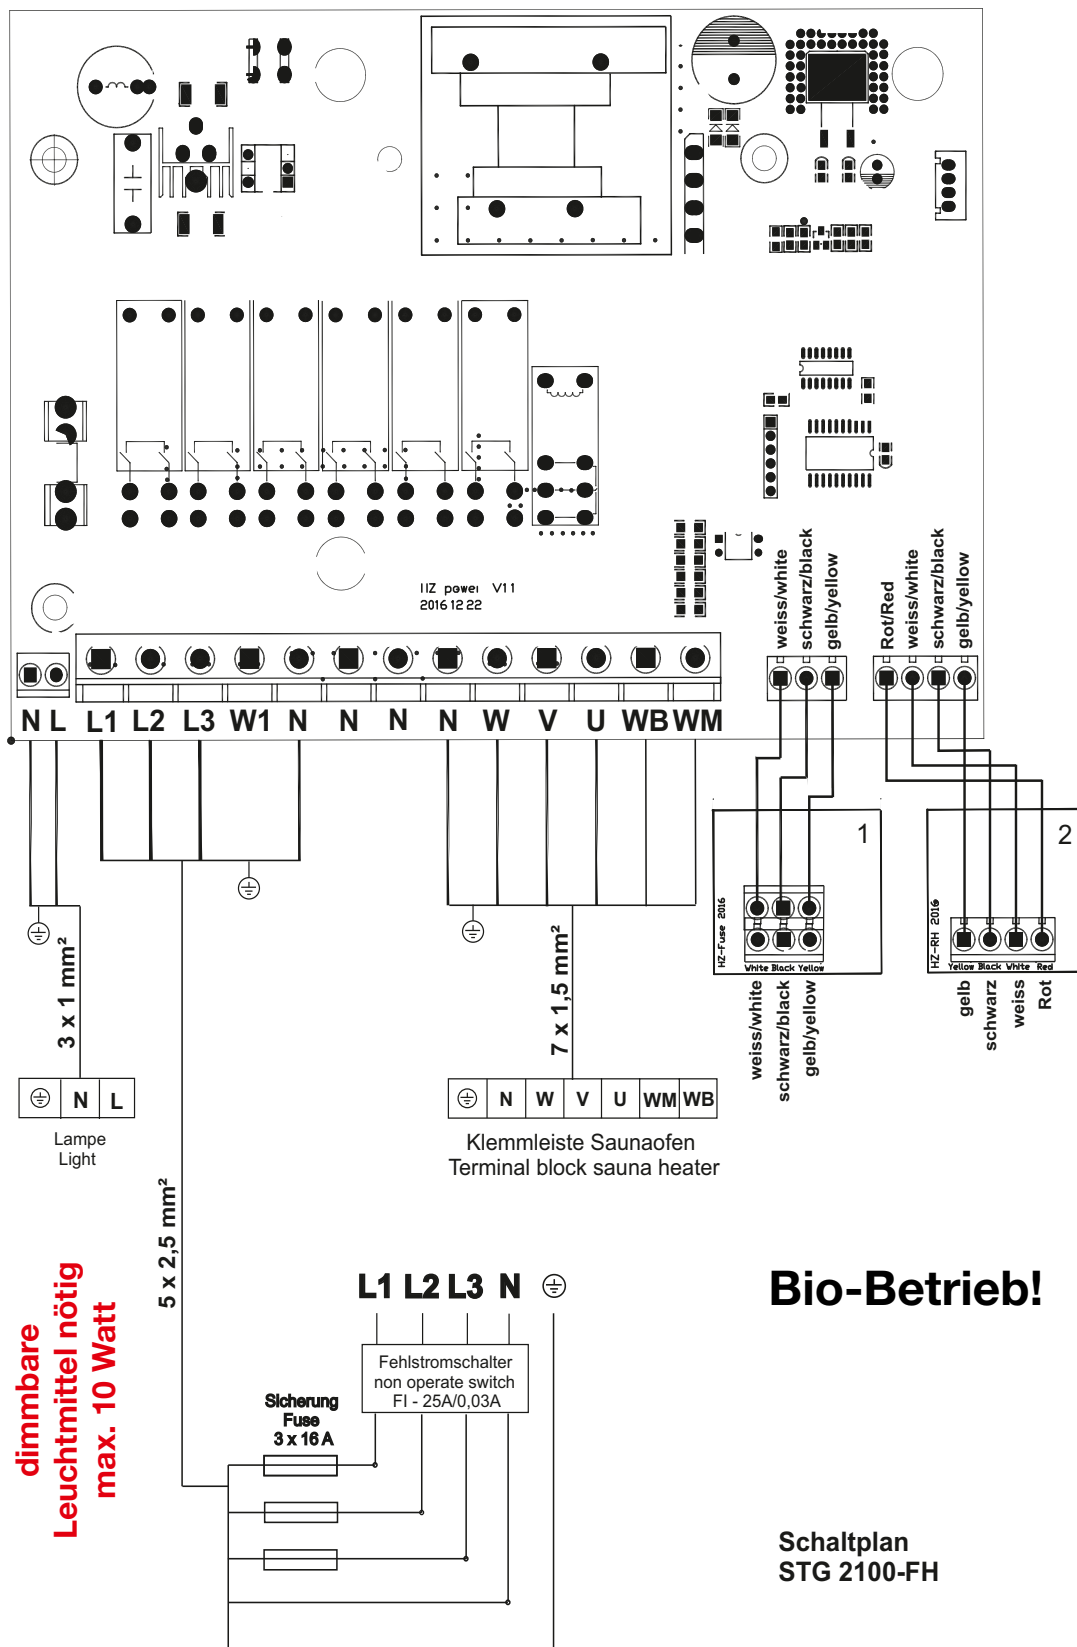 HZ power V1.1
2016 12 22
weiss/white
schwarz/black
gelb/yellow
Rot/Red
weiss/white
schwarz/black
gelb/yellow
N L L1 L2 L3 W1 N N N N W V U WB WM
1
HZ-Fuse 2016
White Black Yellow
weiss/white
schwarz/black
gelb/yellow
2
HZ-RH 2016
Yellow Black White Red
gelb
schwarz
weiss
Rot
3 x 1 mm²
7 x 1,5 mm²
N L
Lampe
Light
N W V U WM WB
Klemmleiste Saunaofen
Terminal block sauna heater
5 x 2,5 mm²
dimmbare
Leuchtmittel nötig
max. 10 Watt
L1 L2 L3 N
Fehlstromschalter
non operate switch
FI - 25A/0,03A
Sicherung
Fuse
3 x 16 A
Bio-Betrieb!
Schaltplan
STG 2100-FH